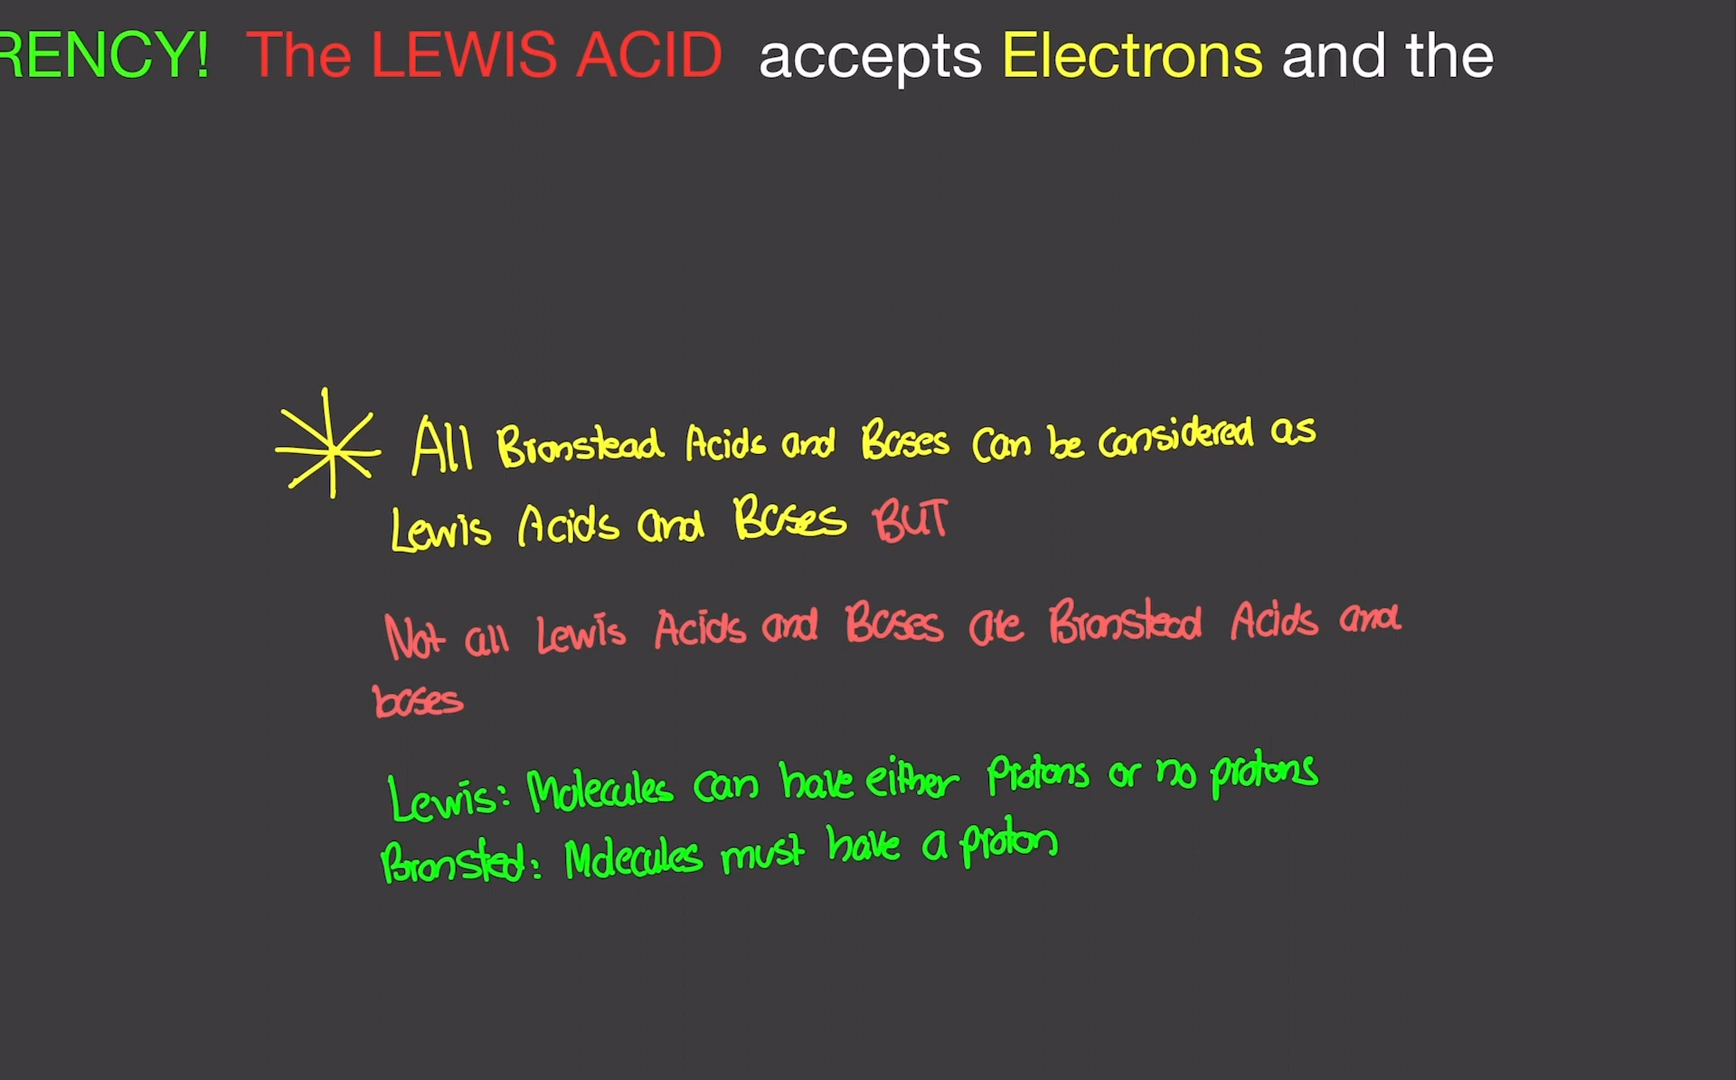 RENCY! The LEWIS ACID accepts Electrons and the
All Bronstead Acids and Bases Can be Considered as
Lewis Acids and Bases BUT
Not all Lewis Acids and Bases are Bronstead Acids and
bases
Lewis: Molecules can have either Protons or no protons
Bronsted: Molecules must have a proton